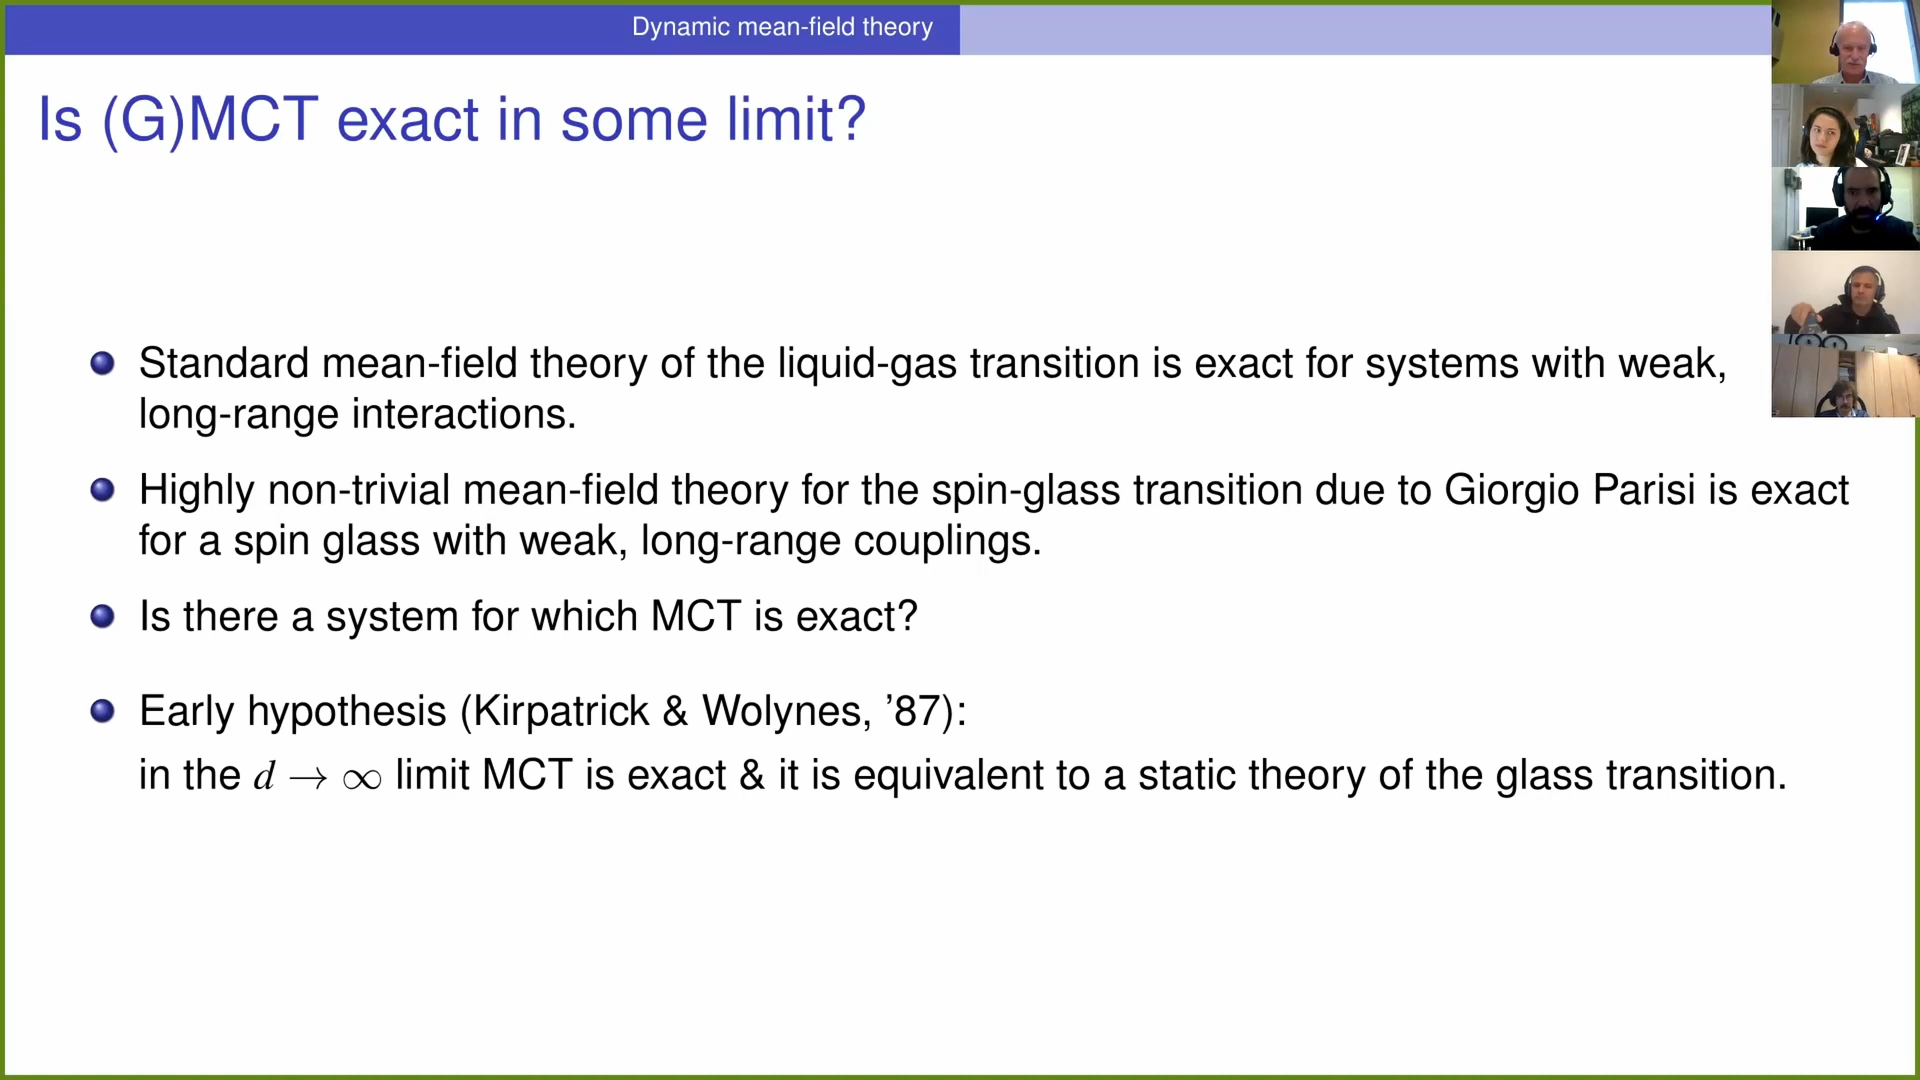 Dynamic mean-field theory
Is (G)MCT exact in some limit?
Standard mean-field theory of the liquid-gas transition is exact for systems with weak,
long-range interactions.
Highly non-trivial mean-field theory for the spin-glass transition due to Giorgio Parisi is exact
for a spin glass with weak, long-range couplings.
Is there a system for which MCT is exact?
Early hypothesis (Kirpatrick & Wolynes, ’87):
in the d → ∞ limit MCT is exact & it is equivalent to a static theory of the glass transition.